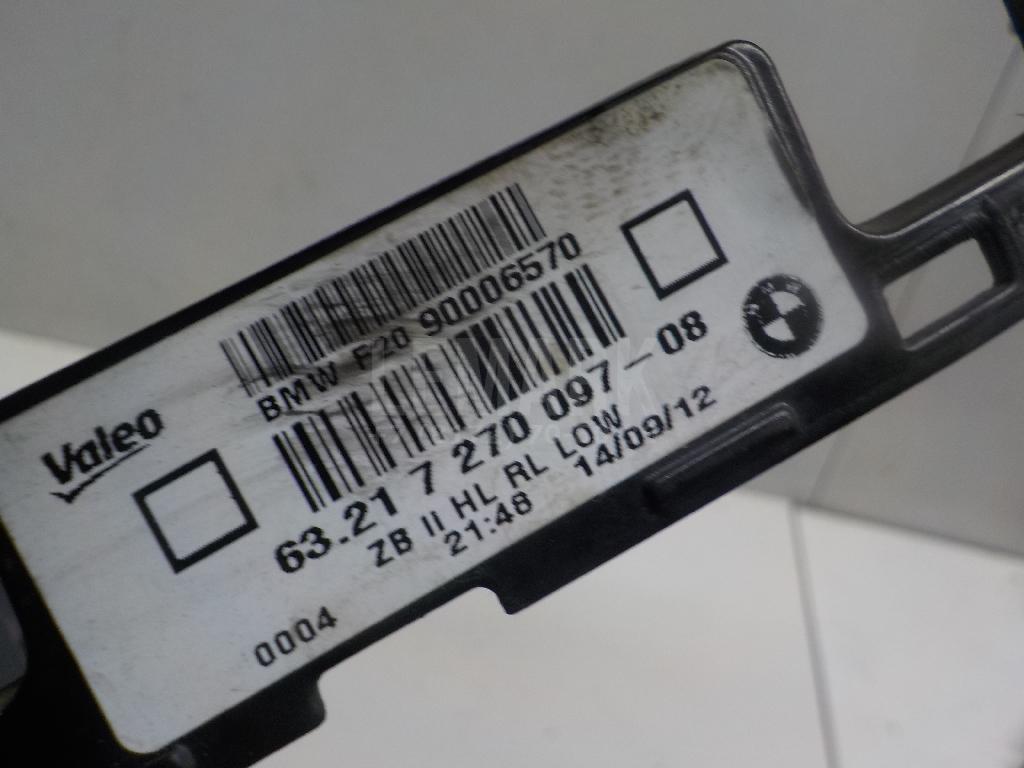 Valeo
BMW F20 90006570
63.21 7 270 097-08
ZB II HL RL LOW
21:48 14/09/12
0004
BMW